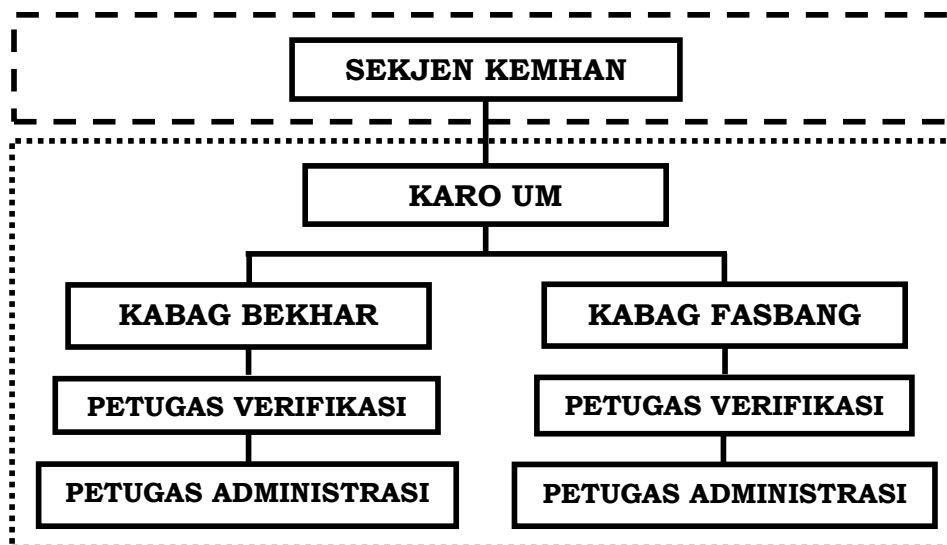 SEKJEN KEMHAN
KARO UM
KABAG BEKHAR
KABAG FASBANG
PETUGAS VERIFIKASI
PETUGAS VERIFIKASI
PETUGAS ADMINISTRASI
PETUGAS ADMINISTRASI